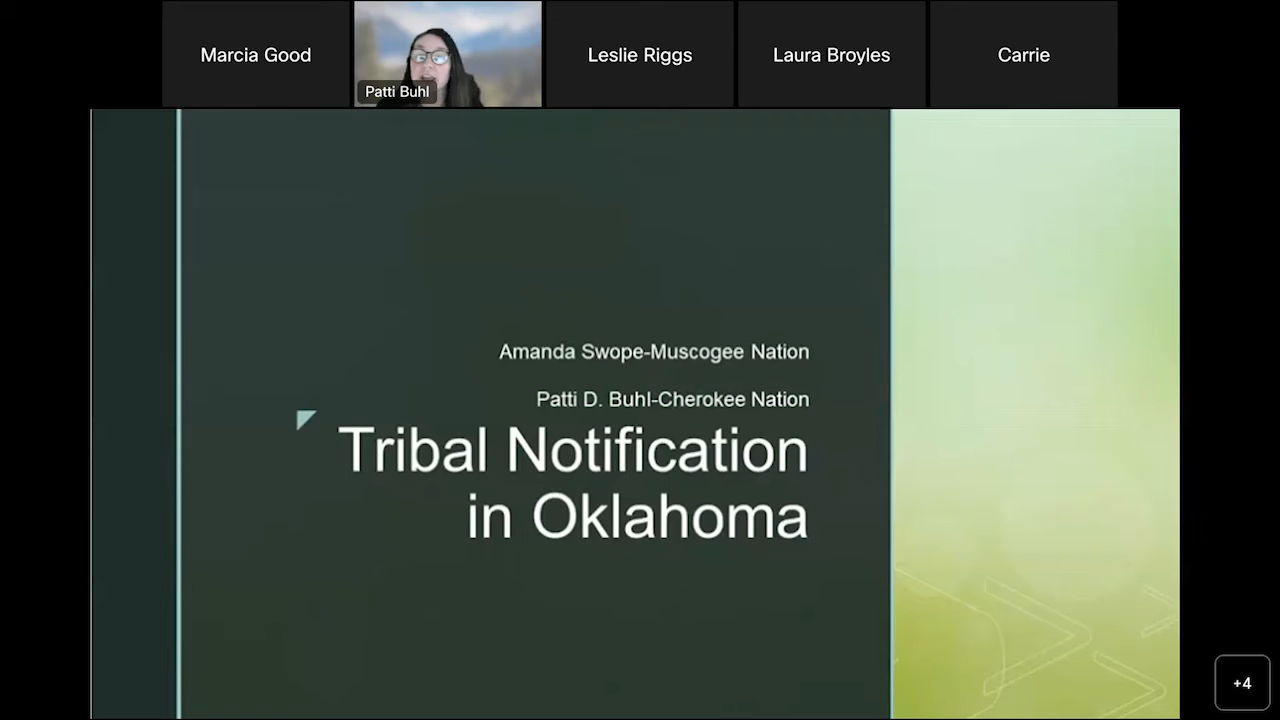 Marcia Good
Patti Buhl
Leslie Riggs
Laura Broyles
Carrie
Amanda Swope-Muscogee Nation
Patti D. Buhl-Cherokee Nation
Tribal Notification
in Oklahoma
+4